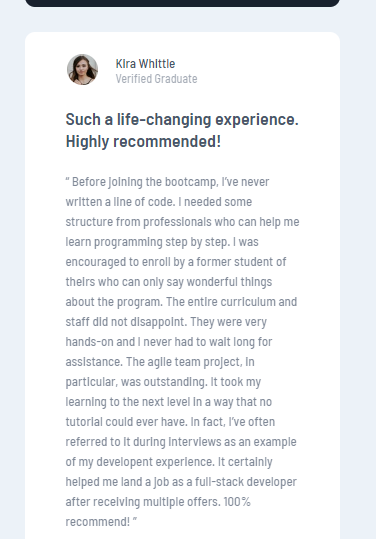 Kira Whittle
Verified Graduate
Such a life-changing experience.
Highly recommended!
“ Before joining the bootcamp, I’ve never
written a line of code. I needed some
structure from professionals who can help me
learn programming step by step. I was
encouraged to enroll by a former student of
theirs who can only say wonderful things
about the program. The entire curriculum and
staff did not disappoint. They were very
hands-on and I never had to wait long for
assistance. The agile team project, in
particular, was outstanding. It took my
learning to the next level in a way that no
tutorial could ever have. In fact, I’ve often
referred to it during interviews as an example
of my developent experience. It certainly
helped me land a job as a full-stack developer
after receiving multiple offers. 100%
recommend! ”